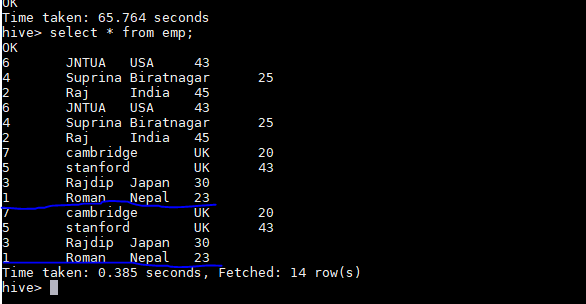 OK
Time taken: 65.764 seconds
hive> select * from emp;
OK
6 JNTUA USA 43
4 Suprina Biratnagar 25
2 Raj India 45
6 JNTUA USA 43
4 Suprina Biratnagar 25
2 Raj India 45
7 cambridge UK 20
5 stanford UK 43
3 Rajdip Japan 30
1 Roman Nepal 23
7 cambridge UK 20
5 stanford UK 43
3 Rajdip Japan 30
1 Roman Nepal 23
Time taken: 0.385 seconds, Fetched: 14 row(s)
hive>